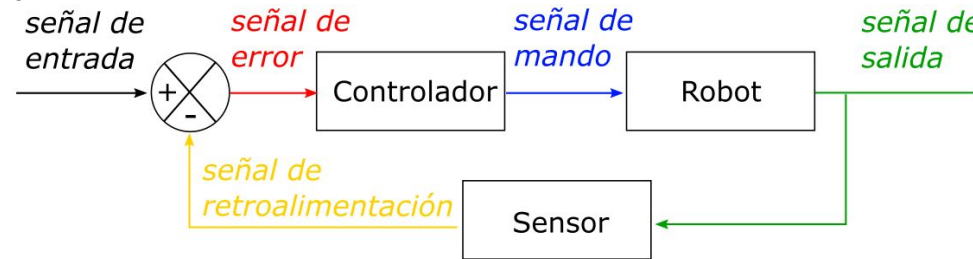 señal de
entrada
señal de
error
señal de
mando
señal de
salida
+
-
Controlador
Robot
señal de
retroalimentación
Sensor